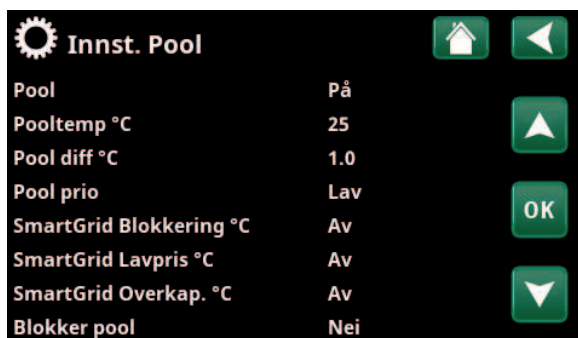 Innst. Pool
Pool På
Pooltemp °C 25
Pool diff °C 1.0
Pool prio Lav
SmartGrid Blokkering °C Av
SmartGrid Lavpris °C Av
SmartGrid Overkap. °C Av
Blokker pool Nei
OK